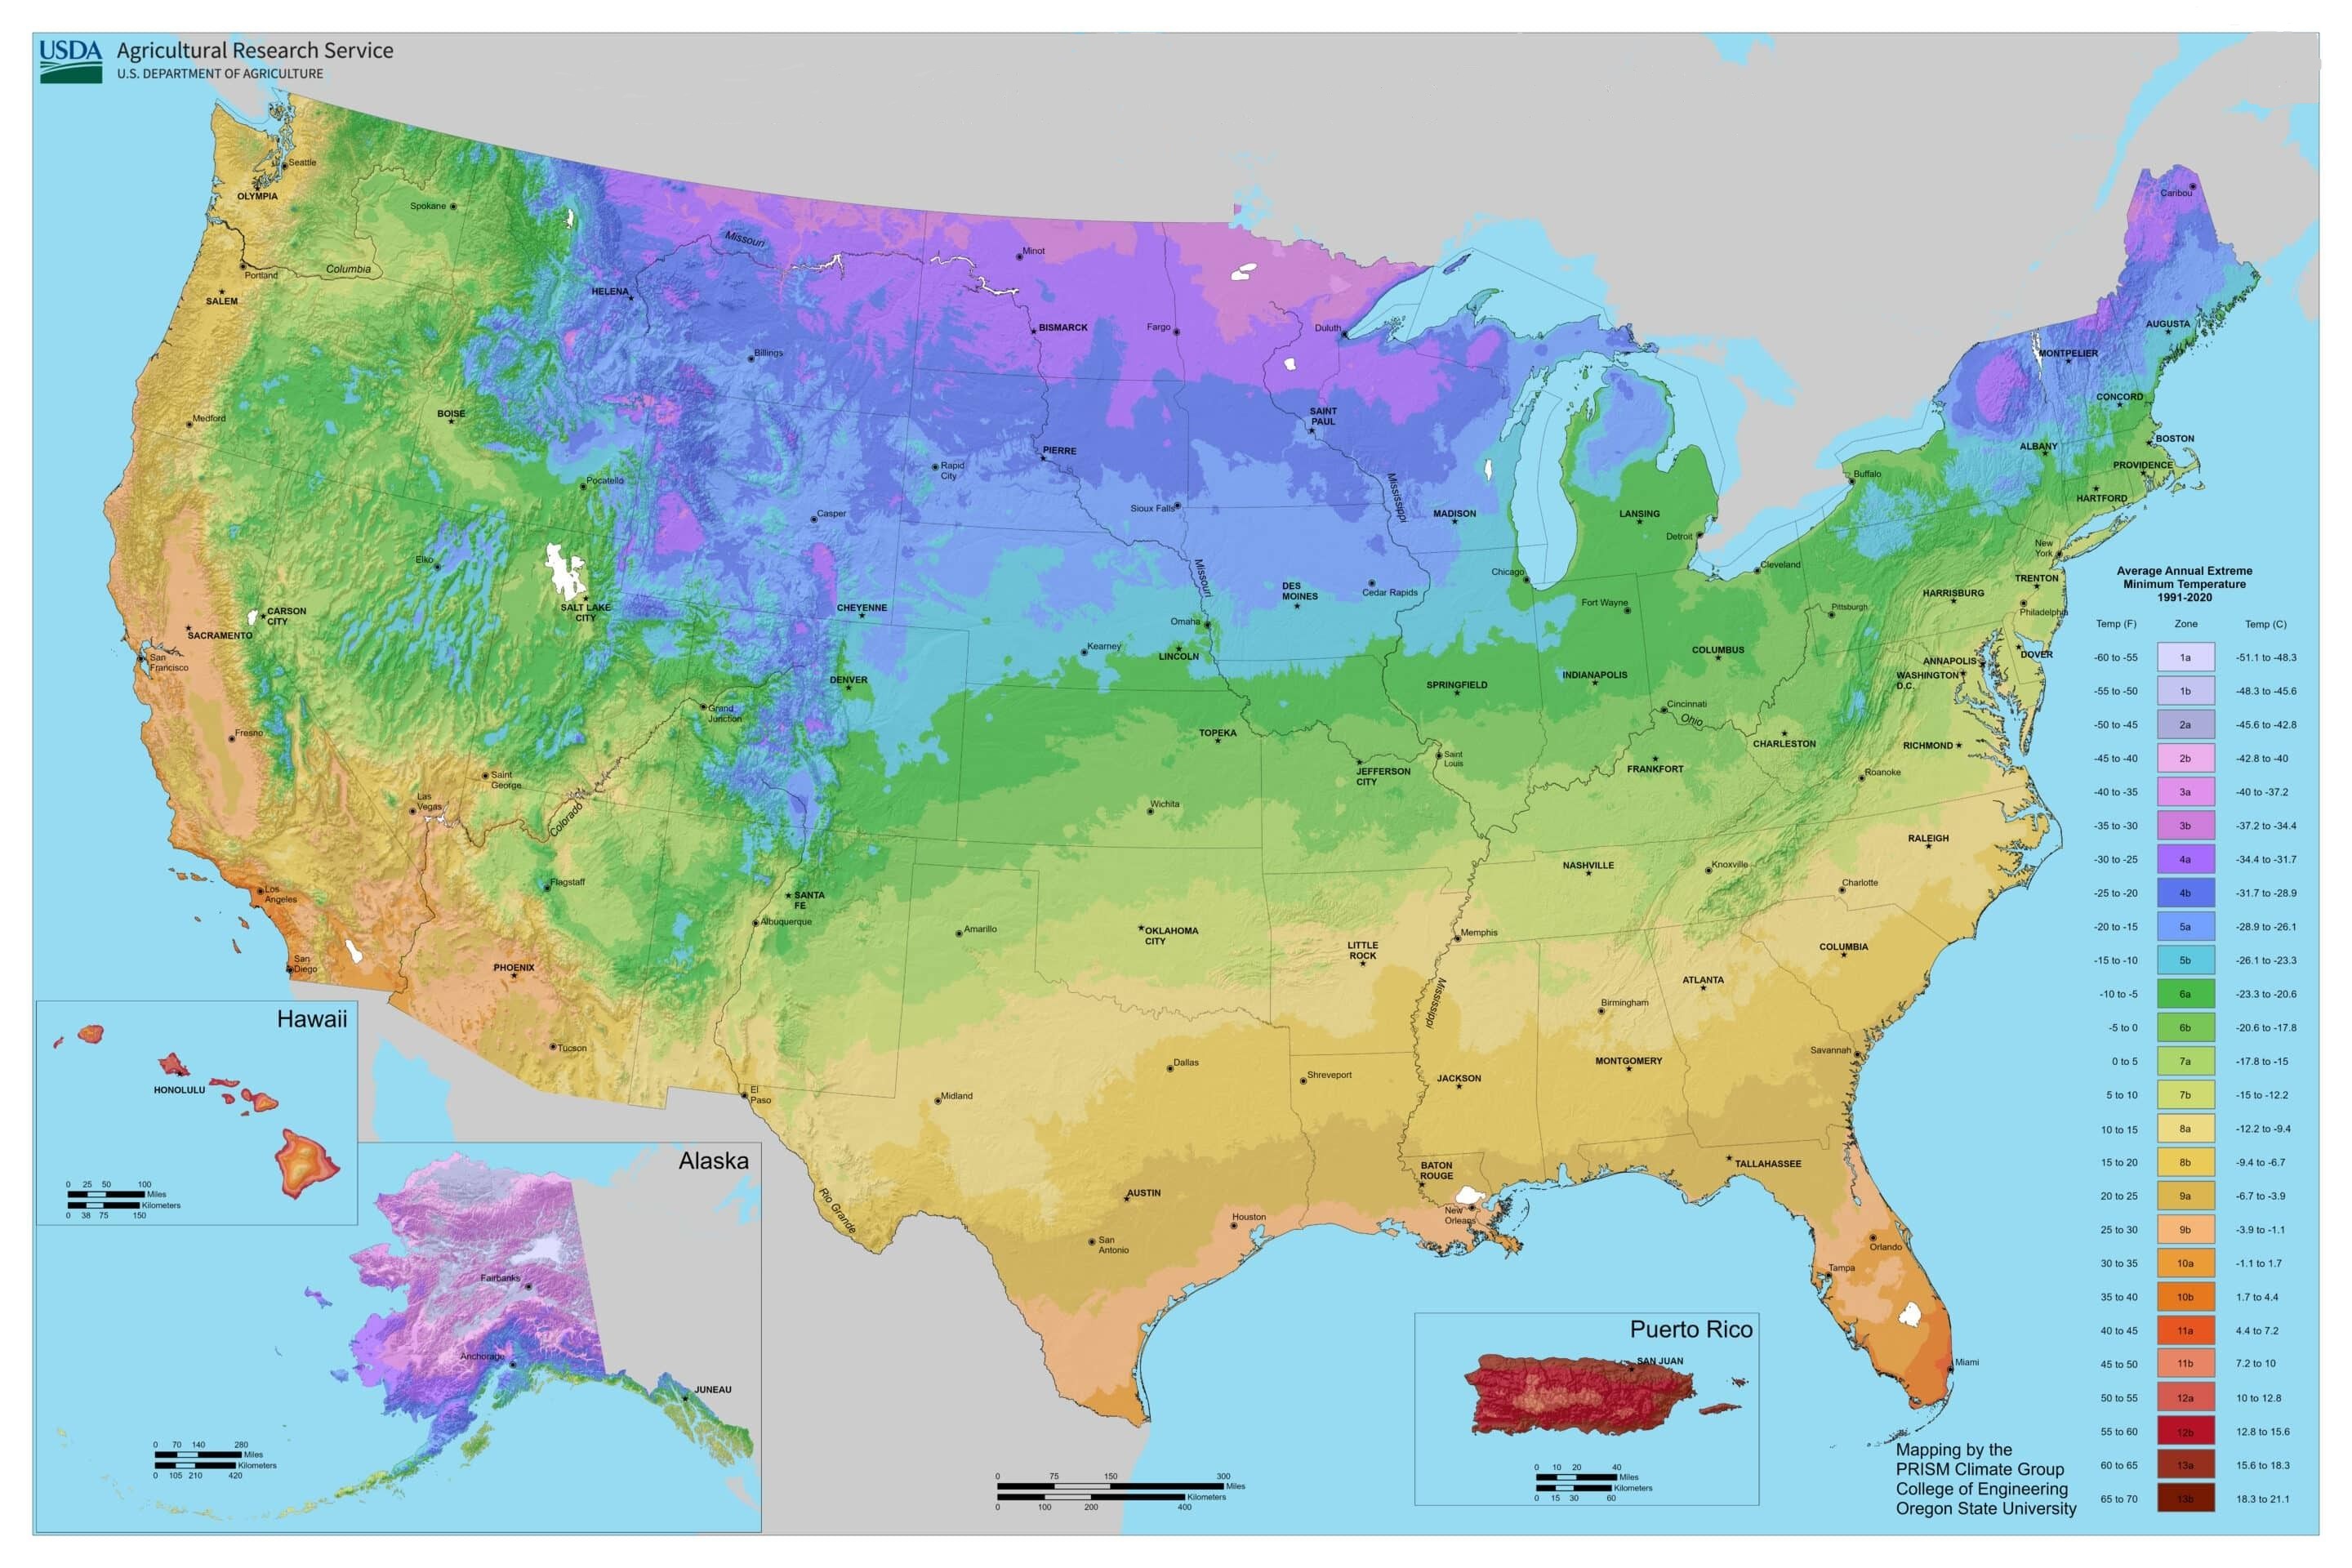 USDA
Agricultural Research Service
U.S. DEPARTMENT OF AGRICULTURE
Seattle
OLYMPIA
Spokane
Columbia
Portland
SALEM
Medford
BOISE
Pocatello
Elko
SALT LAKE
CITY
CARSON
CITY
SACRAMENTO
San
Francisco
Fresno
Las
Vegas
Saint
George
Colorado
Los
Angeles
San
Diego
PHOENIX
Tucson
Flagstaff
Grand
Junction
SANTA
FE
Albuquerque
El
Paso
Missouri
HELENA
Billings
Casper
CHEYENNE
DENVER
Minot
BISMARCK
Fargo
PIERRE
Rapid
City
Sioux Falls
Missouri
Omaha
LINCOLN
Kearney
TOPEKA
Wichita
OKLAHOMA
CITY
Amarillo
Dallas
Midland
AUSTIN
San
Antonio
Houston
Rio Grande
Duluth
SAINT
PAUL
Mississippi
MADISON
DES
MOINES
Cedar Rapids
Chicago
SPRINGFIELD
Saint
Louis
JEFFERSON
CITY
LITTLE
ROCK
Memphis
Mississippi
Shreveport
JACKSON
BATON
ROUGE
New
Orleans
LANSING
Detroit
Fort Wayne
INDIANAPOLIS
Cincinnati
Ohio
COLUMBUS
Cleveland
FRANKFORT
CHARLESTON
NASHVILLE
Knoxville
Birmingham
MONTGOMERY
ATLANTA
Savannah
TALLAHASSEE
Orlando
Tampa
Miami
COLUMBIA
Charlotte
RALEIGH
Roanoke
RICHMOND
WASHINGTON
D.C.
ANNAPOLIS
DOVER
Pittsburgh
HARRISBURG
Philadelphia
TRENTON
New
York
Buffalo
ALBANY
HARTFORD
PROVIDENCE
BOSTON
CONCORD
MONTPELIER
AUGUSTA
Caribou
Average Annual Extreme
Minimum Temperature
1991-2020
Temp (F) Zone Temp (C)
-60 to -55 1a -51.1 to -48.3
-55 to -50 1b -48.3 to -45.6
-50 to -45 2a -45.6 to -42.8
-45 to -40 2b -42.8 to -40
-40 to -35 3a -40 to -37.2
-35 to -30 3b -37.2 to -34.4
-30 to -25 4a -34.4 to -31.7
-25 to -20 4b -31.7 to -28.9
-20 to -15 5a -28.9 to -26.1
-15 to -10 5b -26.1 to -23.3
-10 to -5 6a -23.3 to -20.6
-5 to 0 6b -20.6 to -17.8
0 to 5 7a -17.8 to -15
5 to 10 7b -15 to -12.2
10 to 15 8a -12.2 to -9.4
15 to 20 8b -9.4 to -6.7
20 to 25 9a -6.7 to -3.9
25 to 30 9b -3.9 to -1.1
30 to 35 10a -1.1 to 1.7
35 to 40 10b 1.7 to 4.4
40 to 45 11a 4.4 to 7.2
45 to 50 11b 7.2 to 10
50 to 55 12a 10 to 12.8
55 to 60 12b 12.8 to 15.6
60 to 65 13a 15.6 to 18.3
65 to 70 13b 18.3 to 21.1
Hawaii
HONOLULU
0 25 50 100
Miles
Kilometers
0 38 75 150
Alaska
Fairbanks
Anchorage
JUNEAU
0 70 140 280
Miles
Kilometers
0 105 210 420
0 75 150 300
Miles
Kilometers
0 100 200 400
Puerto Rico
SAN JUAN
0 10 20 40
Miles
Kilometers
0 15 30 60
Mapping by the
PRISM Climate Group
College of Engineering
Oregon State University